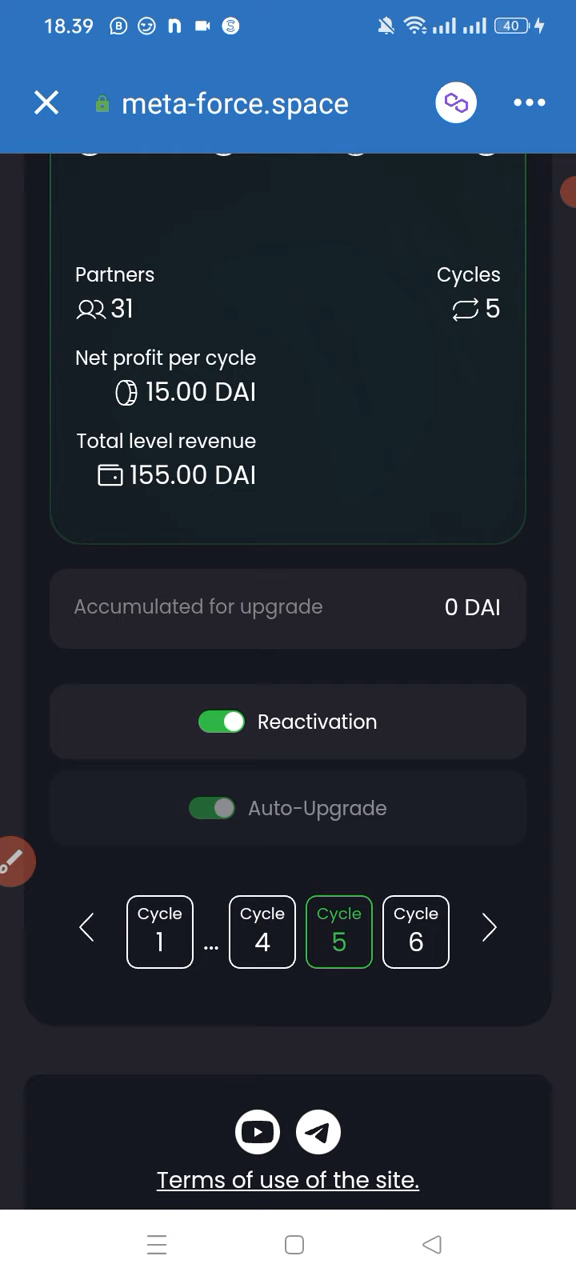 18.39
40
meta-force.space
Partners
Cycles
31
5
Net profit per cycle
15.00 DAI
Total level revenue
155.00 DAI
Accumulated for upgrade
0 DAI
Reactivation
Auto-Upgrade
Cycle
1
...
Cycle
4
Cycle
5
Cycle
6
Terms of use of the site.